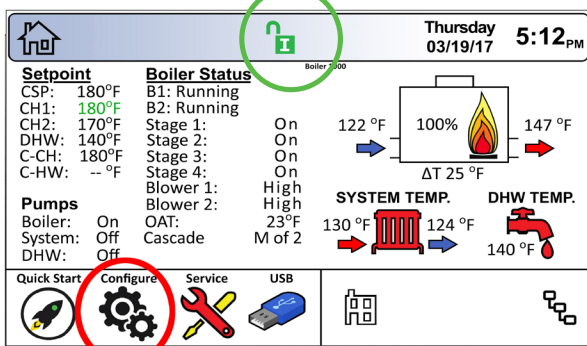 Thursday
03/19/17
5:12 PM
I
Boiler 1000
Setpoint
CSP: 180°F
CH1: 180°F
CH2: 170°F
DHW: 140°F
C-CH: 180°F
C-HW: -- °F
Pumps
Boiler: On
System: Off
DHW: Off
Boiler Status
B1: Running
B2: Running
Stage 1: On
Stage 2: On
Stage 3: On
Stage 4: On
Blower 1: High
Blower 2: High
OAT: 23°F
Cascade M of 2
122 °F
100%
147 °F
ΔT 25 °F
SYSTEM TEMP.
130 °F
124 °F
DHW TEMP.
140 °F
Quick Start
Configure
Service
USB